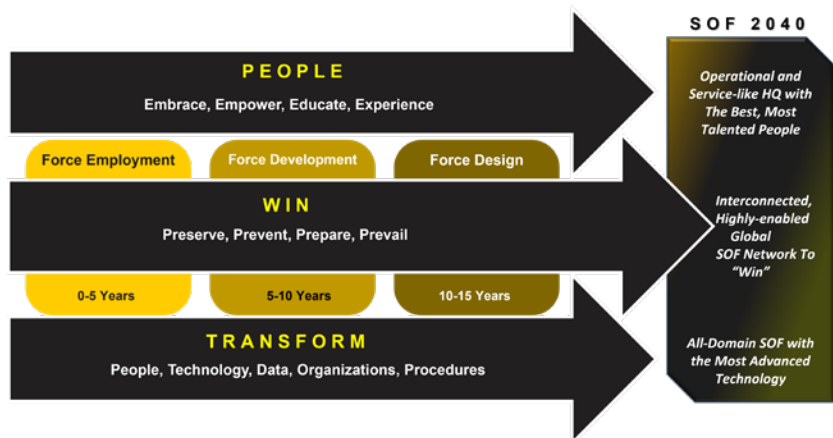 SOF 2040
PEOPLE
Embrace, Empower, Educate, Experience
Operational and
Service-like HQ with
The Best, Most
Talented People
Force Employment
Force Development
Force Design
WIN
Preserve, Prevent, Prepare, Prevail
Interconnected,
Highly-enabled
Global
SOF Network To
“Win”
0-5 Years
5-10 Years
10-15 Years
TRANSFORM
People, Technology, Data, Organizations, Procedures
All-Domain SOF with
the Most Advanced
Technology